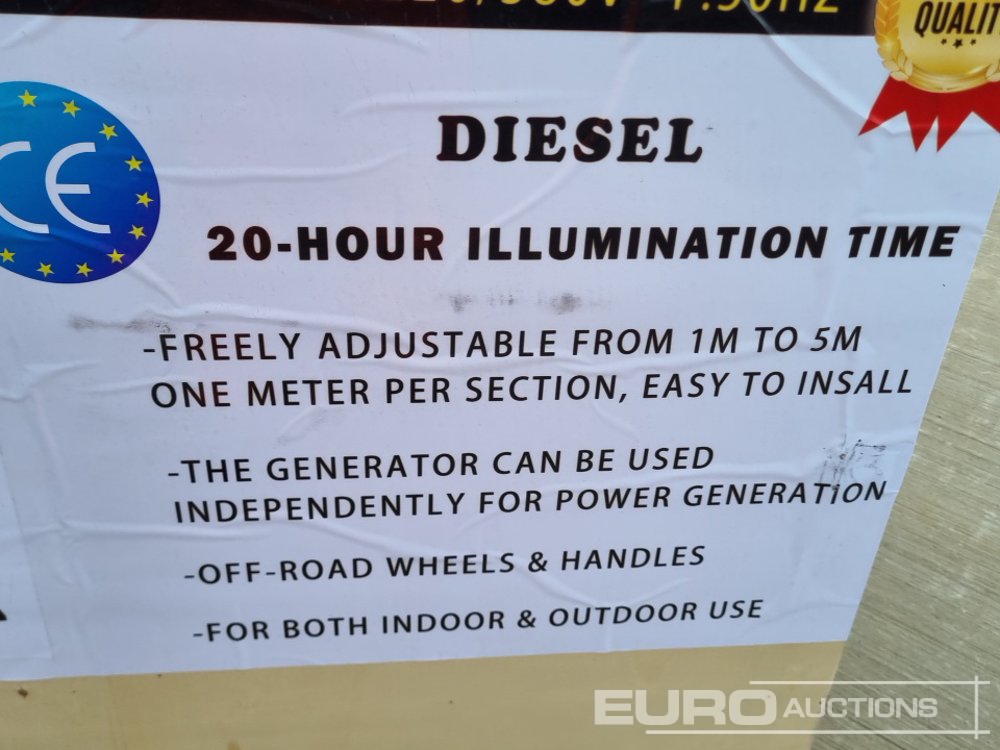 QUALITY
CE
DIESEL
20-HOUR ILLUMINATION TIME
-FREELY ADJUSTABLE FROM 1M TO 5M
ONE METER PER SECTION, EASY TO INSALL
-THE GENERATOR CAN BE USED
INDEPENDENTLY FOR POWER GENERATION
-OFF-ROAD WHEELS & HANDLES
-FOR BOTH INDOOR & OUTDOOR USE
EURO AUCTIONS